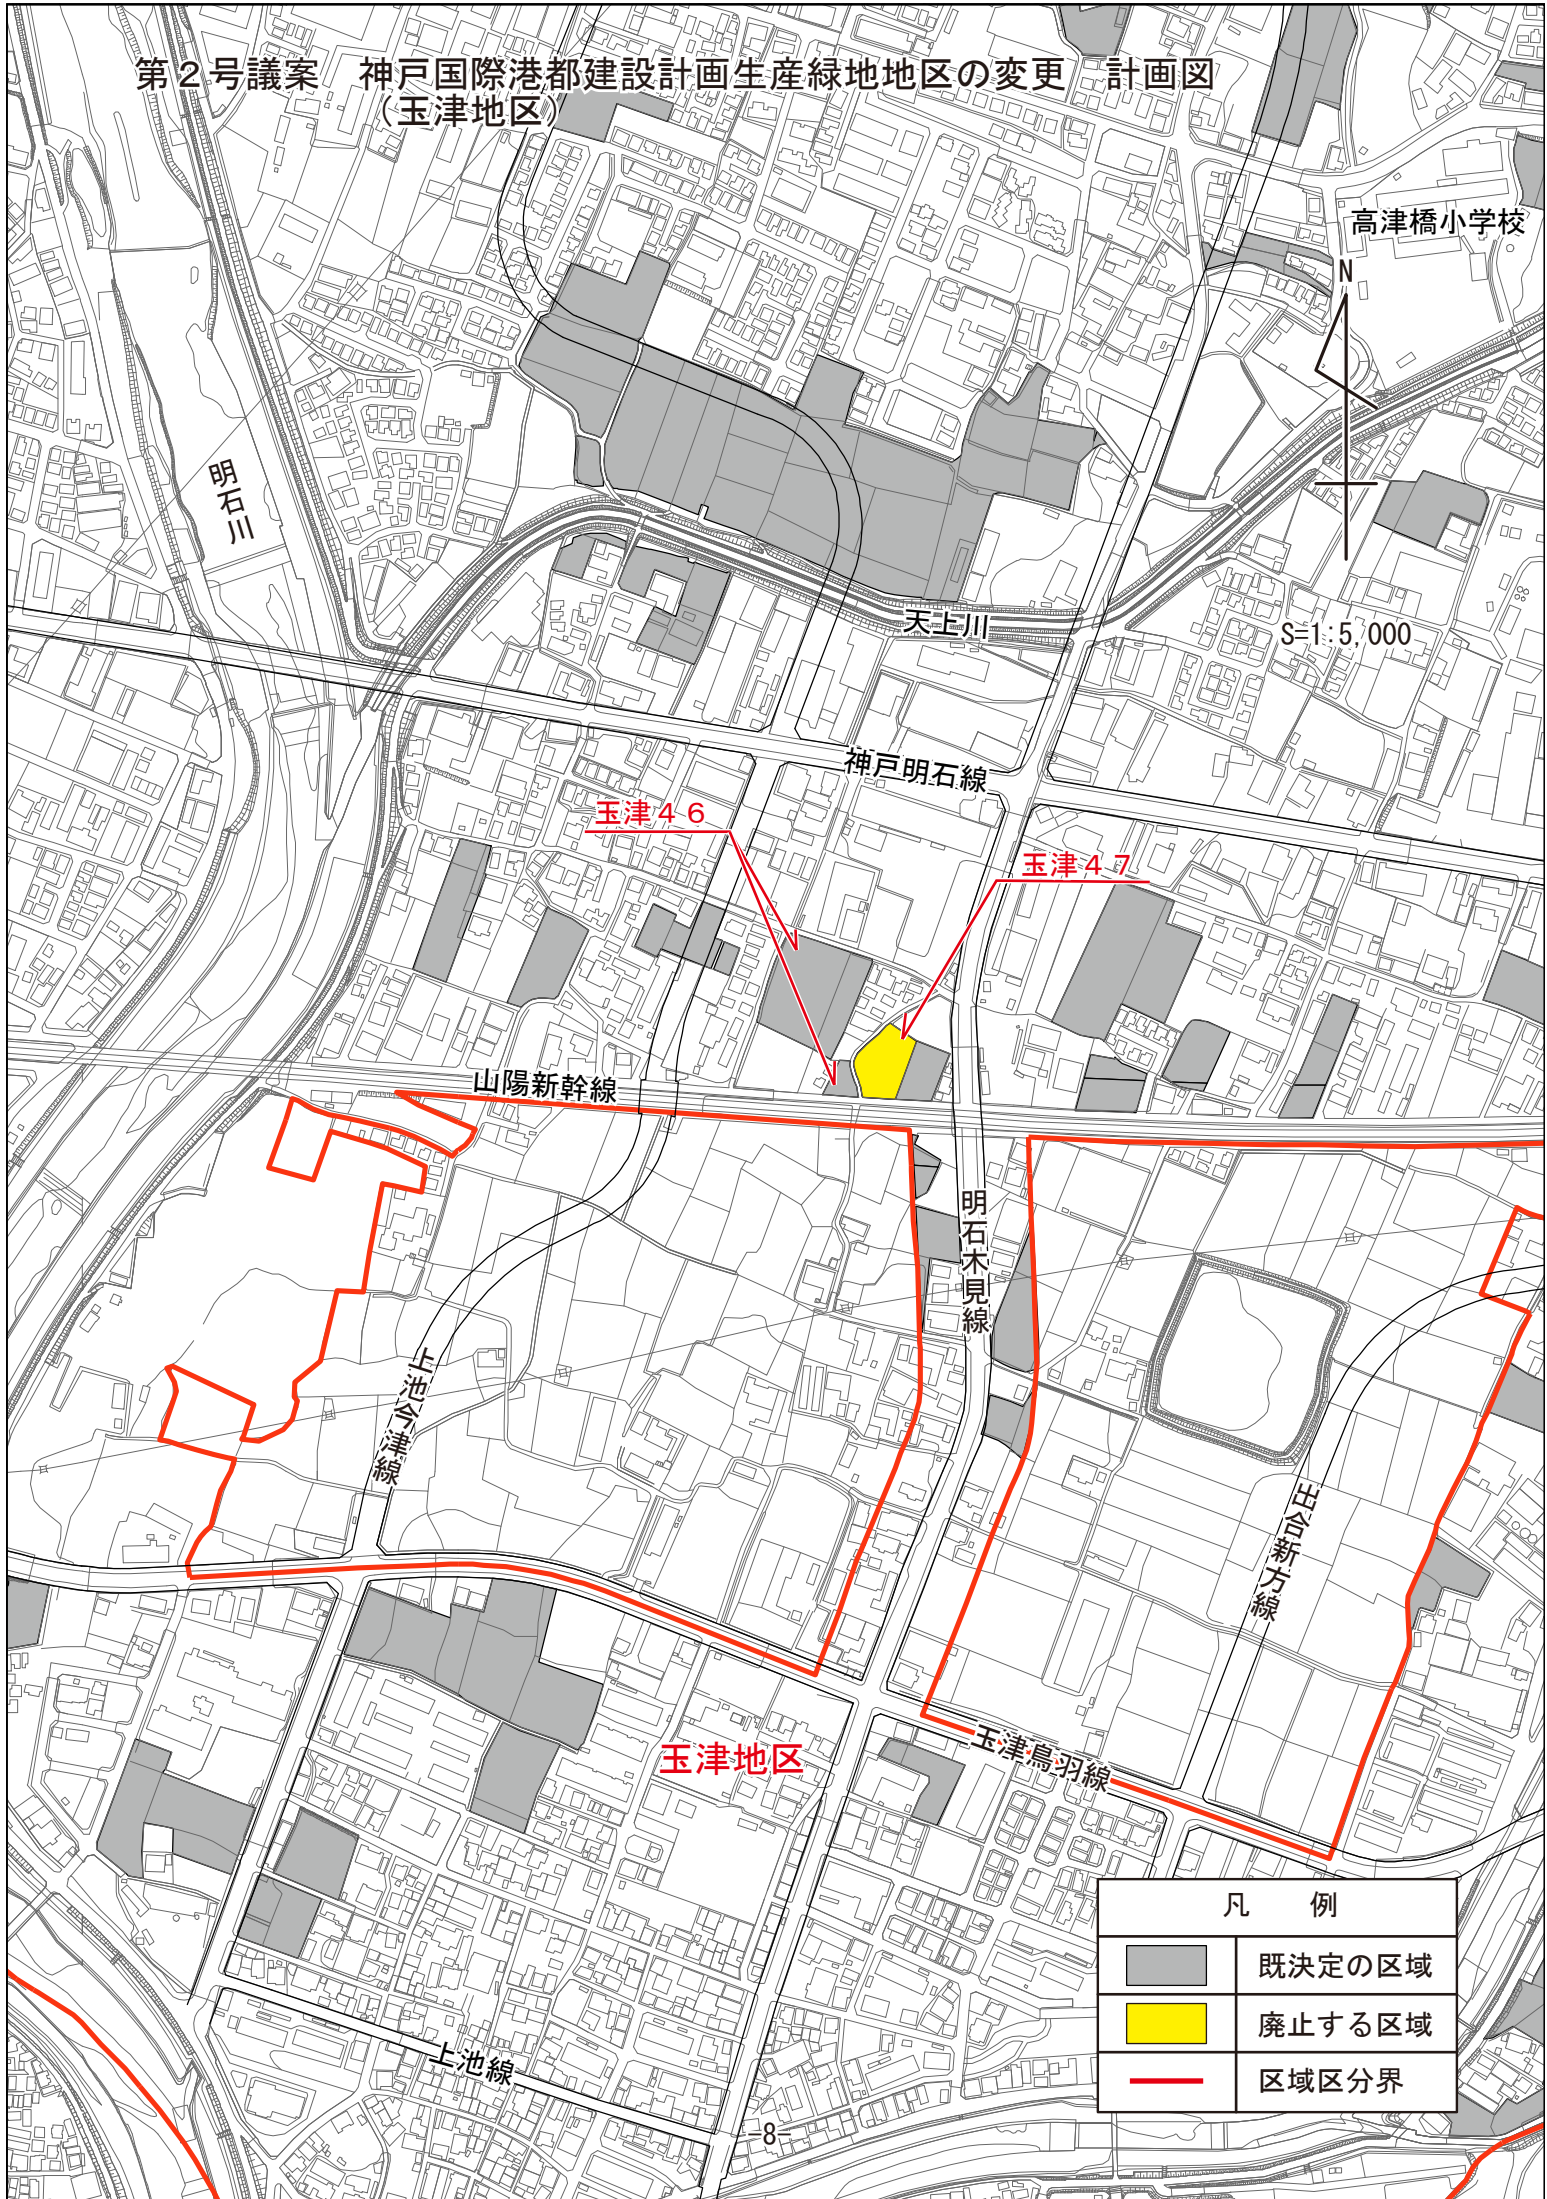 第２号議案　神戸国際港都建設計画生産緑地地区の変更　計画図
（玉津地区）
高津橋小学校
N
明石川
天上川
S=1:5,000
神戸明石線
玉津４６
玉津４７
山陽新幹線
明石木見線
上池今津線
出合新方線
玉津地区
玉津鳥羽線
凡　例
既決定の区域
廃止する区域
区域区分界
上池線
-8-